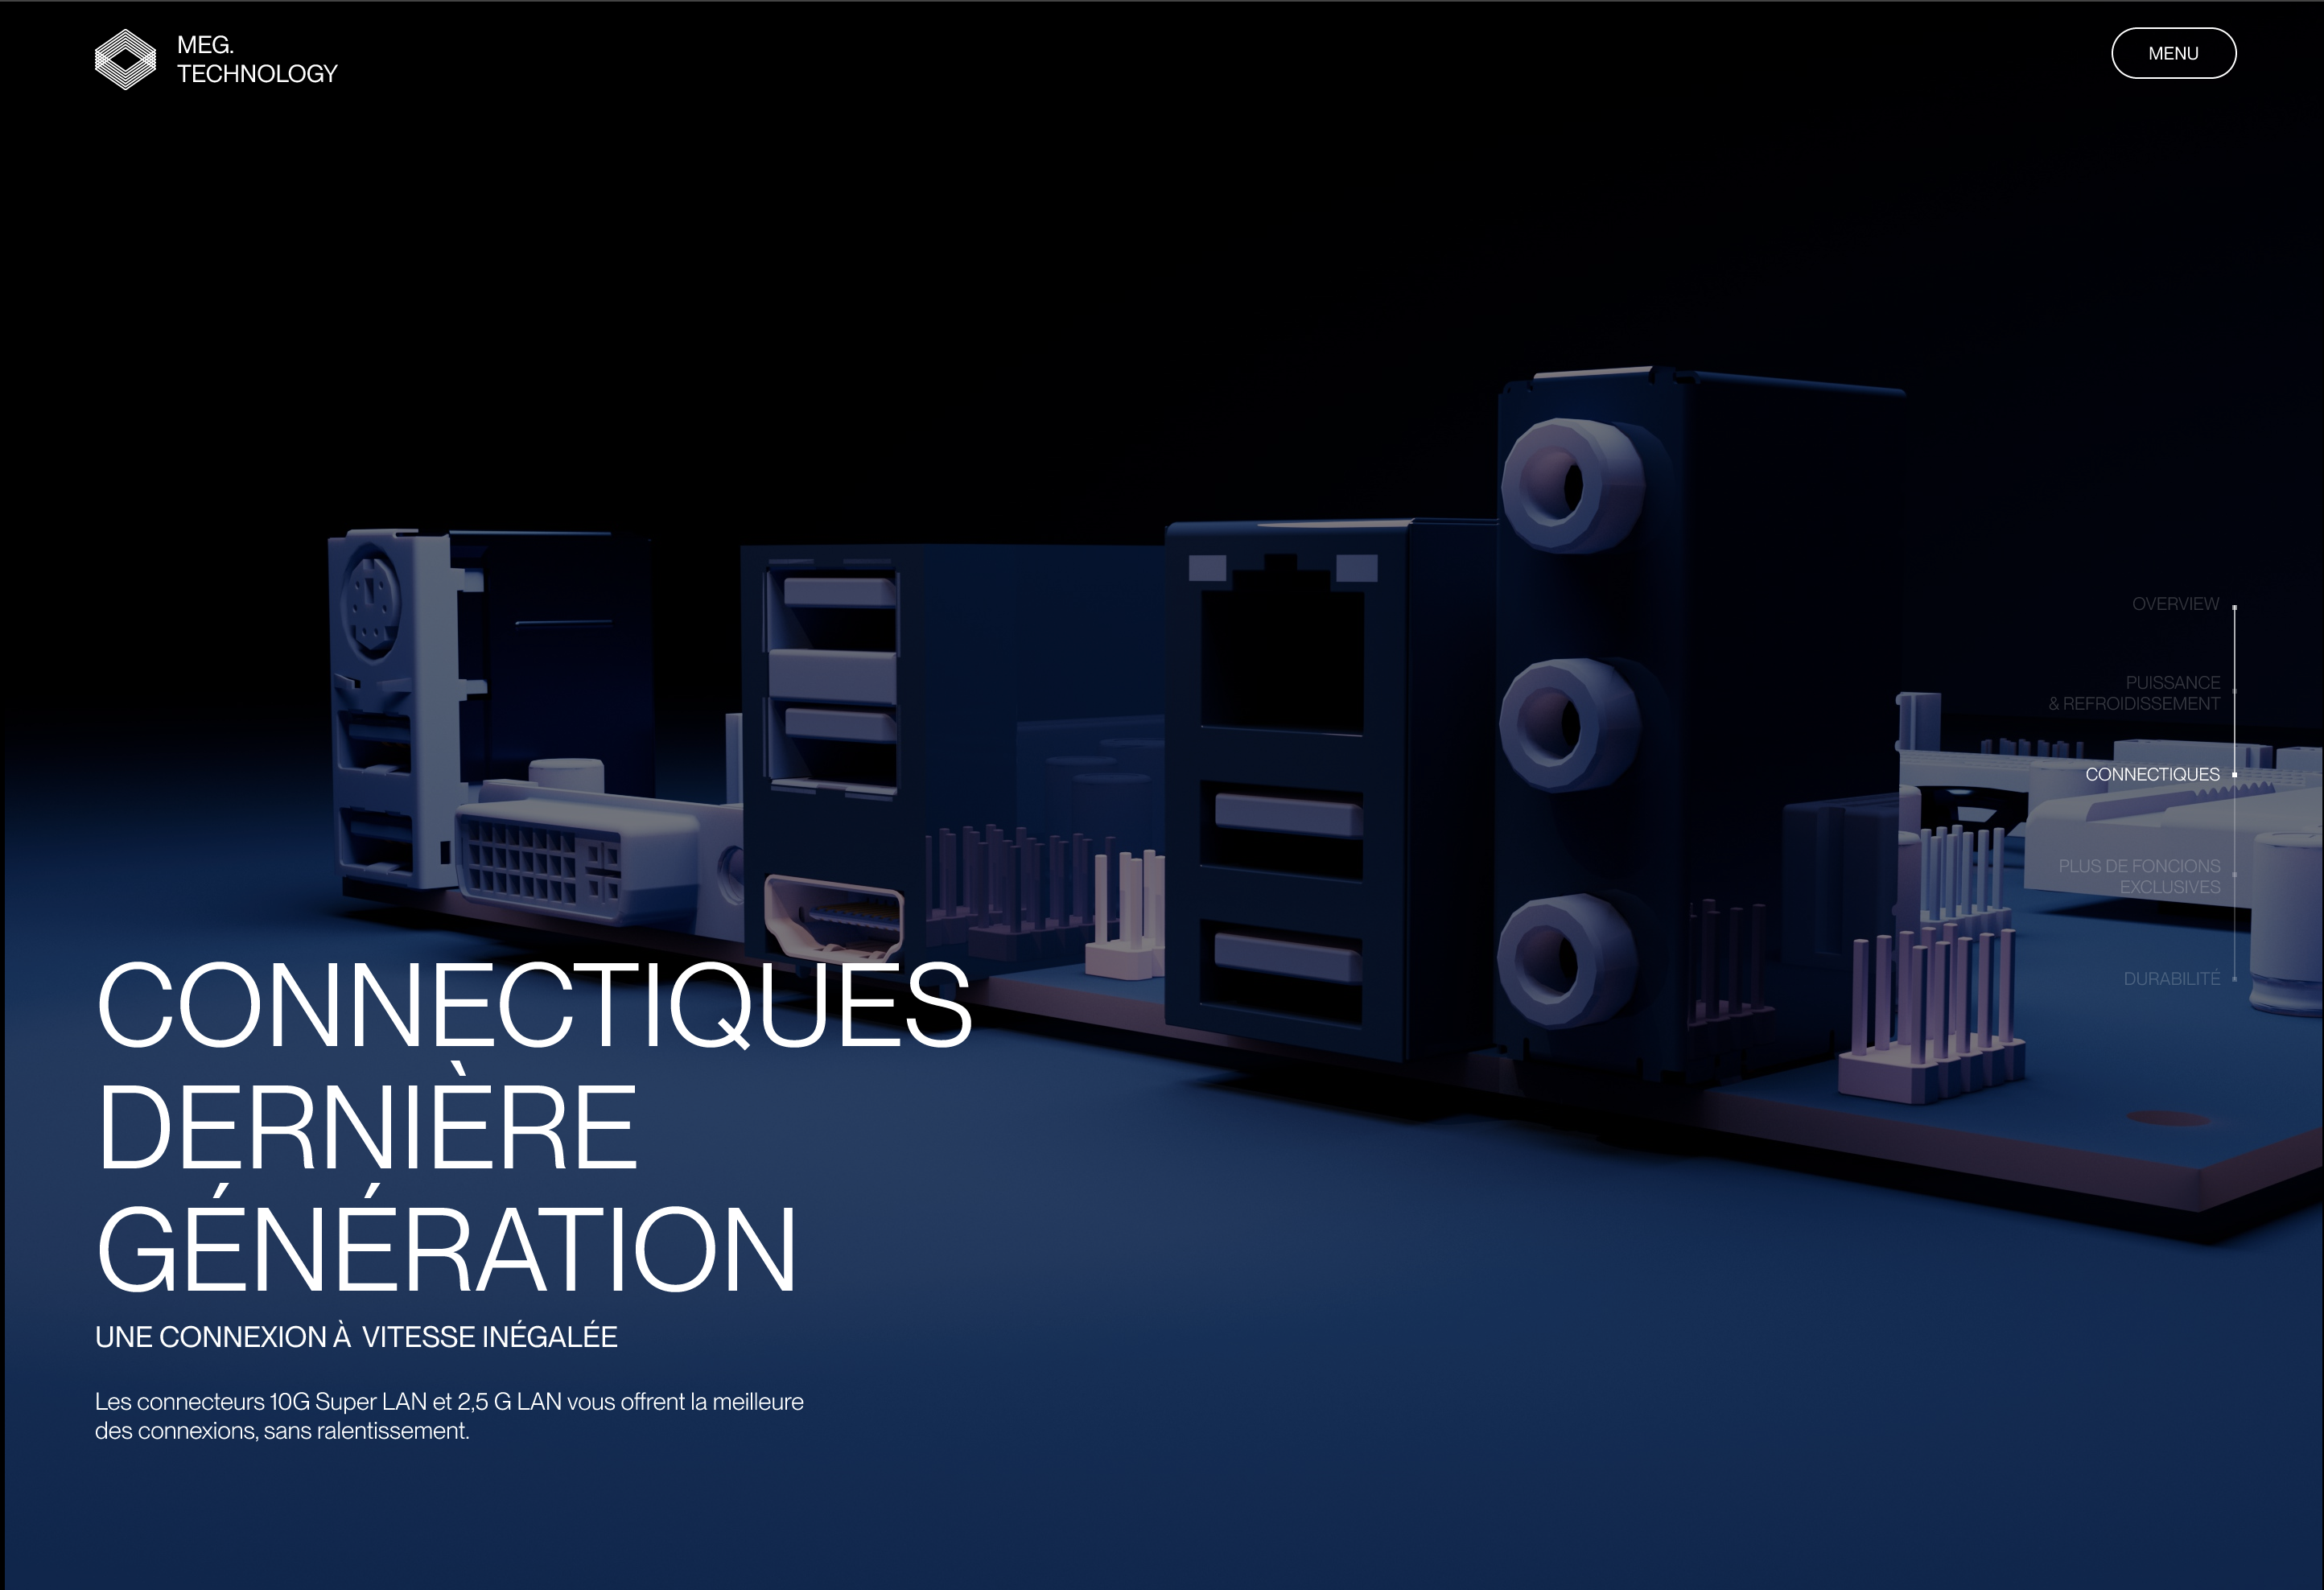 MEG.
TECHNOLOGY
MENU
OVERVIEW
PUISSANCE
& REFROIDISSEMENT
CONNECTIQUES
PLUS DE FONCIONS
EXCLUSIVES
DURABILITÉ
CONNECTIQUES
DERNIÈRE
GÉNÉRATION
UNE CONNEXION À VITESSE INÉGALÉE
Les connecteurs 10G Super LAN et 2,5 G LAN vous offrent la meilleure
des connexions, sans ralentissement.